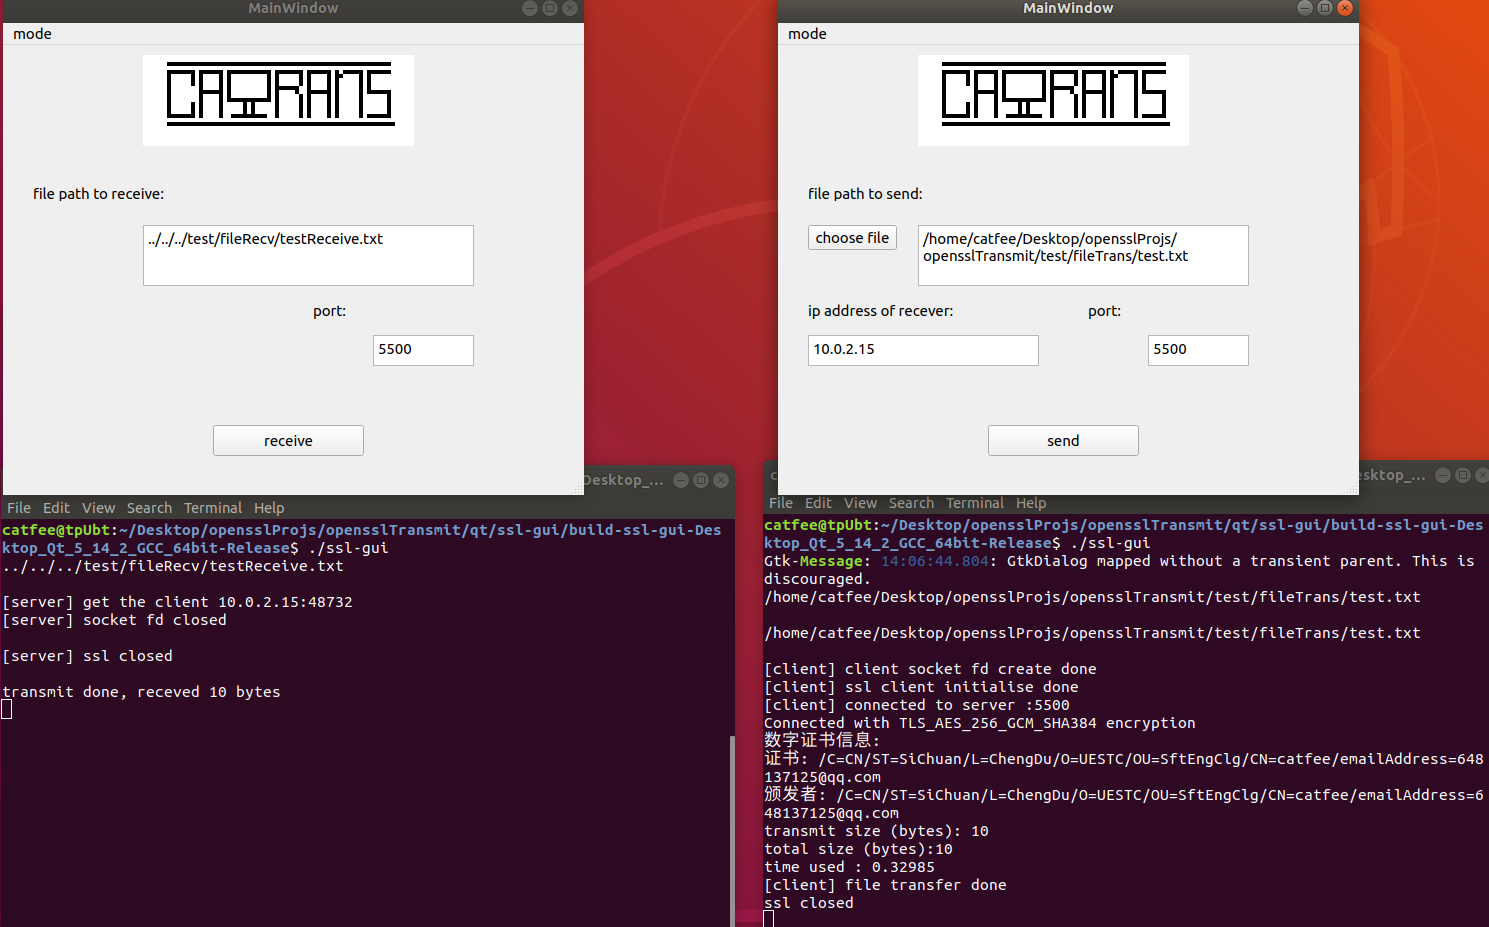 MainWindow
mode
CATRANS
file path to receive:
../../../test/fileRecv/testReceive.txt
port:
5500
receive
Desktop_...
File Edit View Search Terminal Help
catfee@tpUbt:~/Desktop/opensslProjs/opensslTransmit/qt/ssl-gui/build-ssl-gui-Des
ktop_Qt_5_14_2_GCC_64bit-Release$ ./ssl-gui
../../../test/fileRecv/testReceive.txt
[server] get the client 10.0.2.15:48732
[server] socket fd closed
[server] ssl closed
transmit done, receved 10 bytes
MainWindow
mode
CATRANS
file path to send:
choose file
/home/catfee/Desktop/opensslProjs/
opensslTransmit/test/fileTrans/test.txt
ip address of recever:
port:
10.0.2.15
5500
send
esktop_...
File Edit View Search Terminal Help
catfee@tpUbt:~/Desktop/opensslProjs/opensslTransmit/qt/ssl-gui/build-ssl-gui-Des
ktop_Qt_5_14_2_GCC_64bit-Release$ ./ssl-gui
Gtk-Message: 14:06:44.804: GtkDialog mapped without a transient parent. This is
discouraged.
/home/catfee/Desktop/opensslProjs/opensslTransmit/test/fileTrans/test.txt
/home/catfee/Desktop/opensslProjs/opensslTransmit/test/fileTrans/test.txt
[client] client socket fd create done
[client] ssl client initialise done
[client] connected to server :5500
Connected with TLS_AES_256_GCM_SHA384 encryption
数字证书信息:
证书: /C=CN/ST=SiChuan/L=ChengDu/O=UESTC/OU=SftEngClg/CN=catfee/emailAddress=648
137125@qq.com
颁发者: /C=CN/ST=SiChuan/L=ChengDu/O=UESTC/OU=SftEngClg/CN=catfee/emailAddress=6
48137125@qq.com
transmit size (bytes): 10
total size (bytes):10
time used : 0.32985
[client] file transfer done
ssl closed